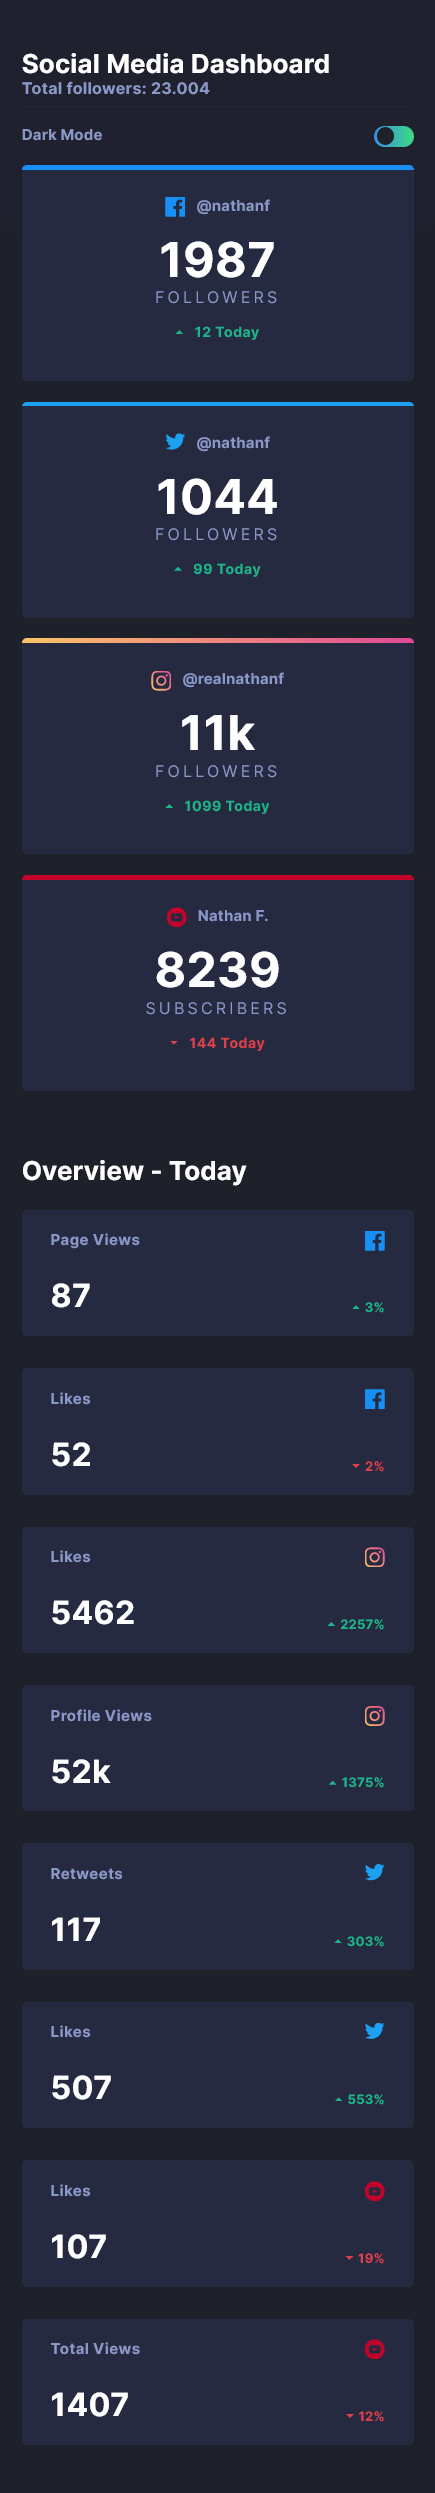 Social Media Dashboard
Total followers: 23.004
Dark Mode
@nathanf
1987
FOLLOWERS
12 Today
@nathanf
1044
FOLLOWERS
99 Today
@realnathanf
11k
FOLLOWERS
1099 Today
Nathan F.
8239
SUBSCRIBERS
144 Today
Overview - Today
Page Views
87
3%
Likes
52
2%
Likes
5462
2257%
Profile Views
52k
1375%
Retweets
117
303%
Likes
507
553%
Likes
107
19%
Total Views
1407
12%